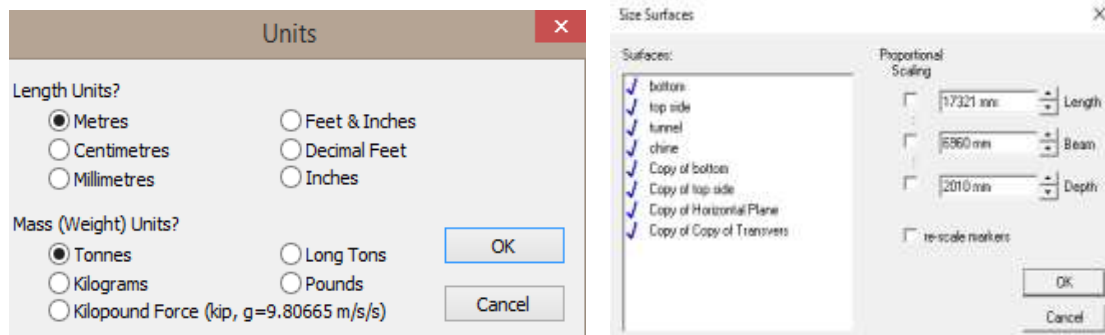 Units
Length Units?
Metres
Feet & Inches
Centimetres
Decimal Feet
Millimetres
Inches
Mass (Weight) Units?
Tonnes
Long Tons
OK
Kilograms
Pounds
Kilopound Force (kip, g=9.80665 m/s/s)
Cancel
Size Surfaces
Surfaces:
bottom
top side
tunnel
chine
Copy of bottom
Copy of top side
Copy of Horizontal Plane
Copy of Copy of Transvers
Proportional
Scaling
17321 mm
Length
6960 mm
Beam
2010 mm
Depth
re-scale markers
OK
Cancel